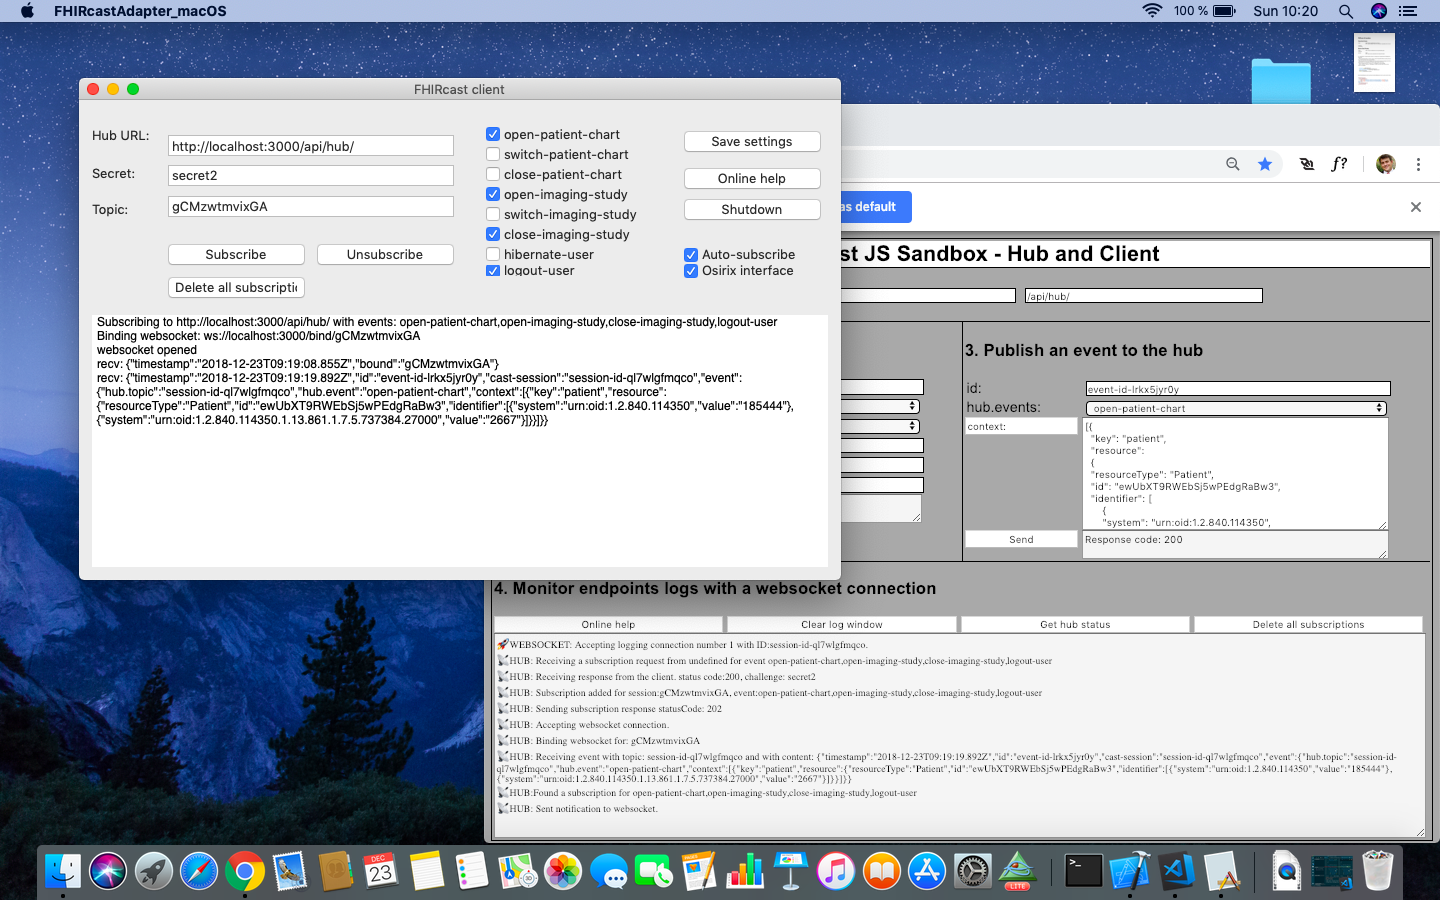 FHIRcastAdapter_macOS
100 %
Sun 10:20
FHIRcast client
Hub URL:
http://localhost:3000/api/hub/
Secret:
secret2
Topic:
gCMzwtmvixGA
Subscribe
Unsubscribe
Delete all subscriptic
open-patient-chart
switch-patient-chart
close-patient-chart
open-imaging-study
switch-imaging-study
close-imaging-study
hibernate-user
logout-user
Save settings
Online help
Shutdown
Auto-subscribe
Osirix interface
Subscribing to http://localhost:3000/api/hub/ with events: open-patient-chart,open-imaging-study,close-imaging-study,logout-user
Binding websocket: ws://localhost:3000/bind/gCMzwtmvixGA
websocket opened
recv: {"timestamp":"2018-12-23T09:19:08.855Z","bound":"gCMzwtmvixGA"}
recv: {"timestamp":"2018-12-23T09:19:19.892Z","id":"event-id-lrkx5jyr0y","cast-session":"session-id-ql7wlgfmqco","event":
{"hub.topic":"session-id-ql7wlgfmqco","hub.event":"open-patient-chart","context":[{"key":"patient","resource":
{"resourceType":"Patient","id":"ewUbXT9RWEbSj5wPEdgRaBw3","identifier":[{"system":"urn:oid:1.2.840.114350","value":"185444"},
{"system":"urn:oid:1.2.840.114350.1.13.861.1.7.5.737384.27000","value":"2667"}]}}]}}
f?
as default
st JS Sandbox - Hub and Client
/api/hub/
3. Publish an event to the hub
id:
event-id-lrkx5jyr0y
hub.events:
open-patient-chart
context:
[{
"key": "patient",
"resource":
{
"resourceType": "Patient",
"id": "ewUbXT9RWEbSj5wPEdgRaBw3",
"identifier": [
{
"system": "urn:oid:1.2.840.114350",
Send
Response code: 200
4. Monitor endpoints logs with a websocket connection
Online help
Clear log window
Get hub status
Delete all subscriptions
WEBSOCKET: Accepting logging connection number 1 with ID:session-id-ql7wlgfmqco.
HUB: Receiving a subscription request from undefined for event open-patient-chart,open-imaging-study,close-imaging-study,logout-user
HUB: Receiving response from the client. status code:200, challenge: secret2
HUB: Subscription added for session:gCMzwtmvixGA, event:open-patient-chart,open-imaging-study,close-imaging-study,logout-user
HUB: Sending subscription response statusCode: 202
HUB: Accepting websocket connection.
HUB: Binding websocket for: gCMzwtmvixGA
HUB: Receiving event with topic: session-id-ql7wlgfmqco and with content: {"timestamp":"2018-12-23T09:19:19.892Z","id":"event-id-lrkx5jyr0y","cast-session":"session-id-ql7wlgfmqco","event":{"hub.topic":"session-id-
ql7wlgfmqco","hub.event":"open-patient-chart","context":[{"key":"patient","resource":{"resourceType":"Patient","id":"ewUbXT9RWEbSj5wPEdgRaBw3","identifier":[{"system":"urn:oid:1.2.840.114350","value":"185444"},
{"system":"urn:oid:1.2.840.114350.1.13.861.1.7.5.737384.27000","value":"2667"}]}}]}}
HUB:Found a subscription for open-patient-chart,open-imaging-study,close-imaging-study,logout-user
HUB: Sent notification to websocket.
DEC
23
LITE